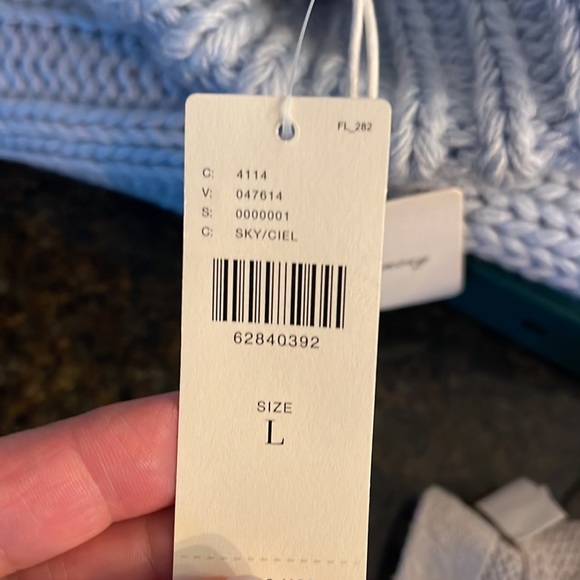 FL_282
C: 4114
V: 047614
S: 0000001
C: SKY/CIEL
62840392
SIZE
L